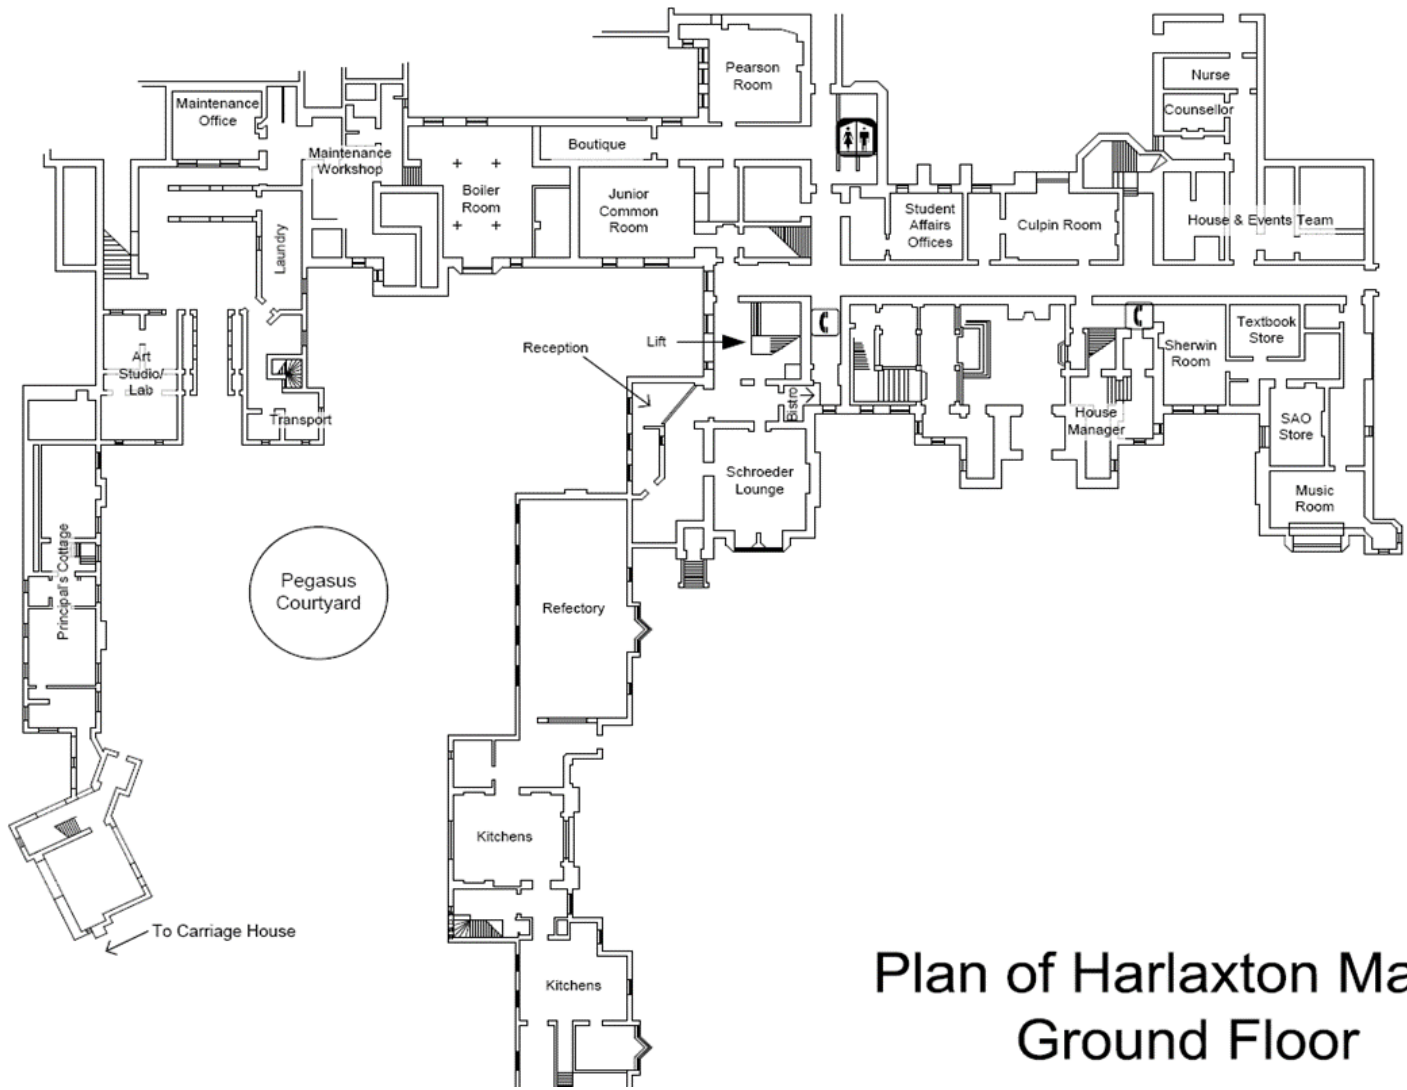 Pearson
Room
Nurse
Counsellor
Maintenance
Office
Maintenance
Workshop
Boutique
Boiler
Room
Junior
Common
Room
Student
Affairs
Offices
Culpin Room
House & Events Team
Laundry
Art
Studio/
Lab
Transport
Reception
Lift
Bistro
Sherwin
Room
Textbook
Store
House
Manager
SAO
Store
Schroeder
Lounge
Music
Room
Principal's Cottage
Pegasus
Courtyard
Refectory
Kitchens
To Carriage House
Kitchens
Plan of Harlaxton Ma
Ground Floor